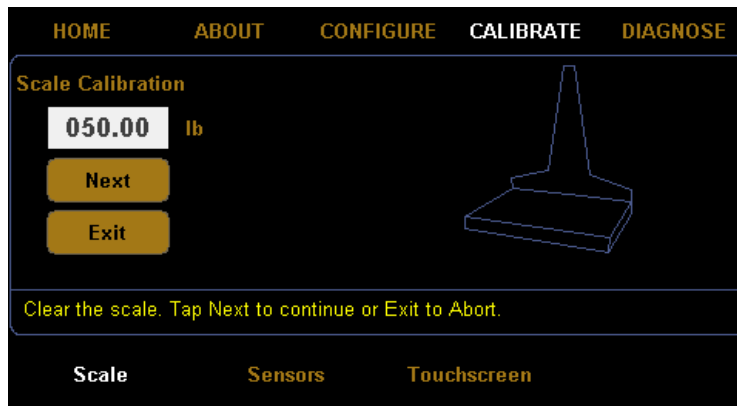 HOME ABOUT CONFIGURE CALIBRATE DIAGNOSE
Scale Calibration
050.00 lb
Next
Exit
Clear the scale. Tap Next to continue or Exit to Abort.
Scale Sensors Touchscreen